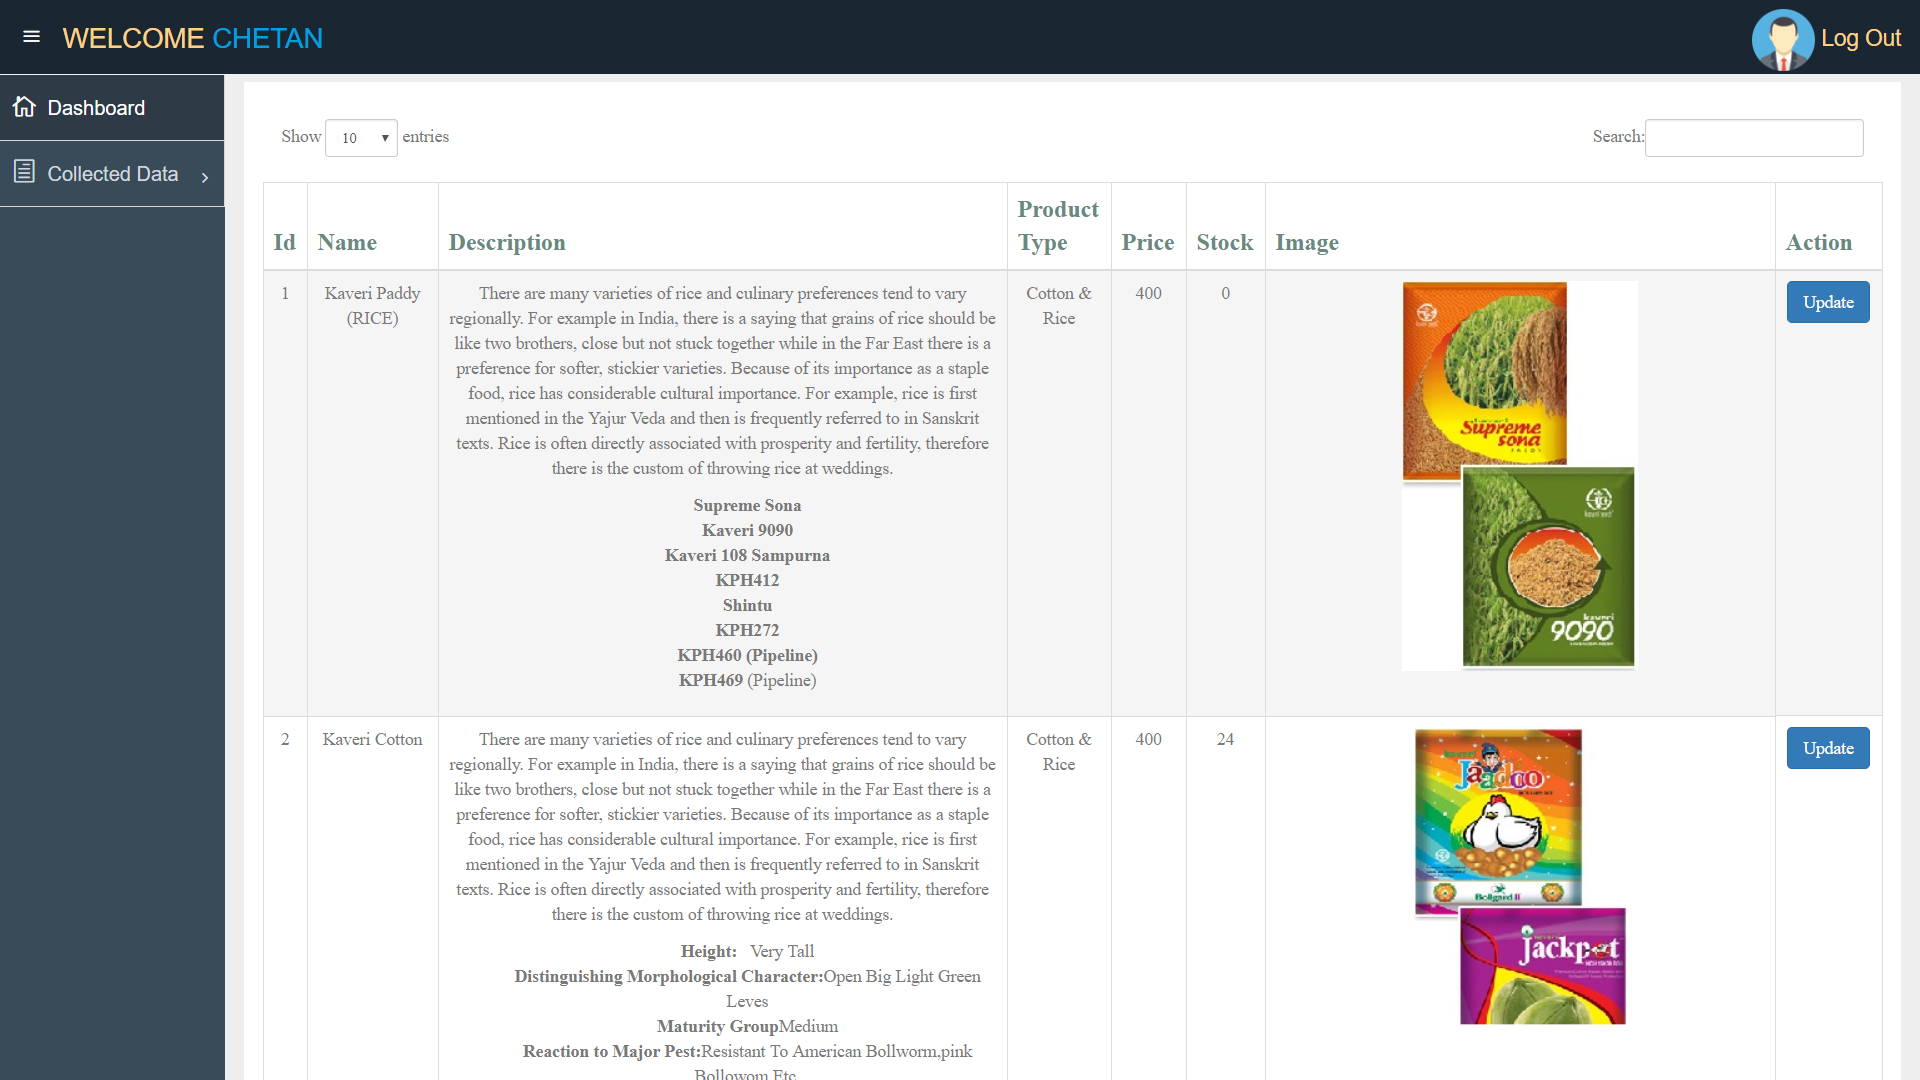 WELCOME CHETAN
Log Out
Dashboard
Collected Data
Show 10 entries
Search:
Id Name Description Product Type Price Stock Image Action
1
Kaveri Paddy
(RICE)
There are many varieties of rice and culinary preferences tend to vary
regionally. For example in India, there is a saying that grains of rice should be
like two brothers, close but not stuck together while in the Far East there is a
preference for softer, stickier varieties. Because of its importance as a staple
food, rice has considerable cultural importance. For example, rice is first
mentioned in the Yajur Veda and then is frequently referred to in Sanskrit
texts. Rice is often directly associated with prosperity and fertility, therefore
there is the custom of throwing rice at weddings.
Supreme Sona
Kaveri 9090
Kaveri 108 Sampurna
KPH412
Shintu
KPH272
KPH460 (Pipeline)
KPH469 (Pipeline)
Cotton &
Rice
400
0
Supreme
sona
kaveri
9090
Update
2
Kaveri Cotton
There are many varieties of rice and culinary preferences tend to vary
regionally. For example in India, there is a saying that grains of rice should be
like two brothers, close but not stuck together while in the Far East there is a
preference for softer, stickier varieties. Because of its importance as a staple
food, rice has considerable cultural importance. For example, rice is first
mentioned in the Yajur Veda and then is frequently referred to in Sanskrit
texts. Rice is often directly associated with prosperity and fertility, therefore
there is the custom of throwing rice at weddings.
Height: Very Tall
Distinguishing Morphological Character:Open Big Light Green
Leves
Maturity GroupMedium
Reaction to Major Pest:Resistant To American Bollworm,pink
Bollowom Etc
Cotton &
Rice
400
24
kaveri
Jaadoo
Bollgard II
Jackpot
Update